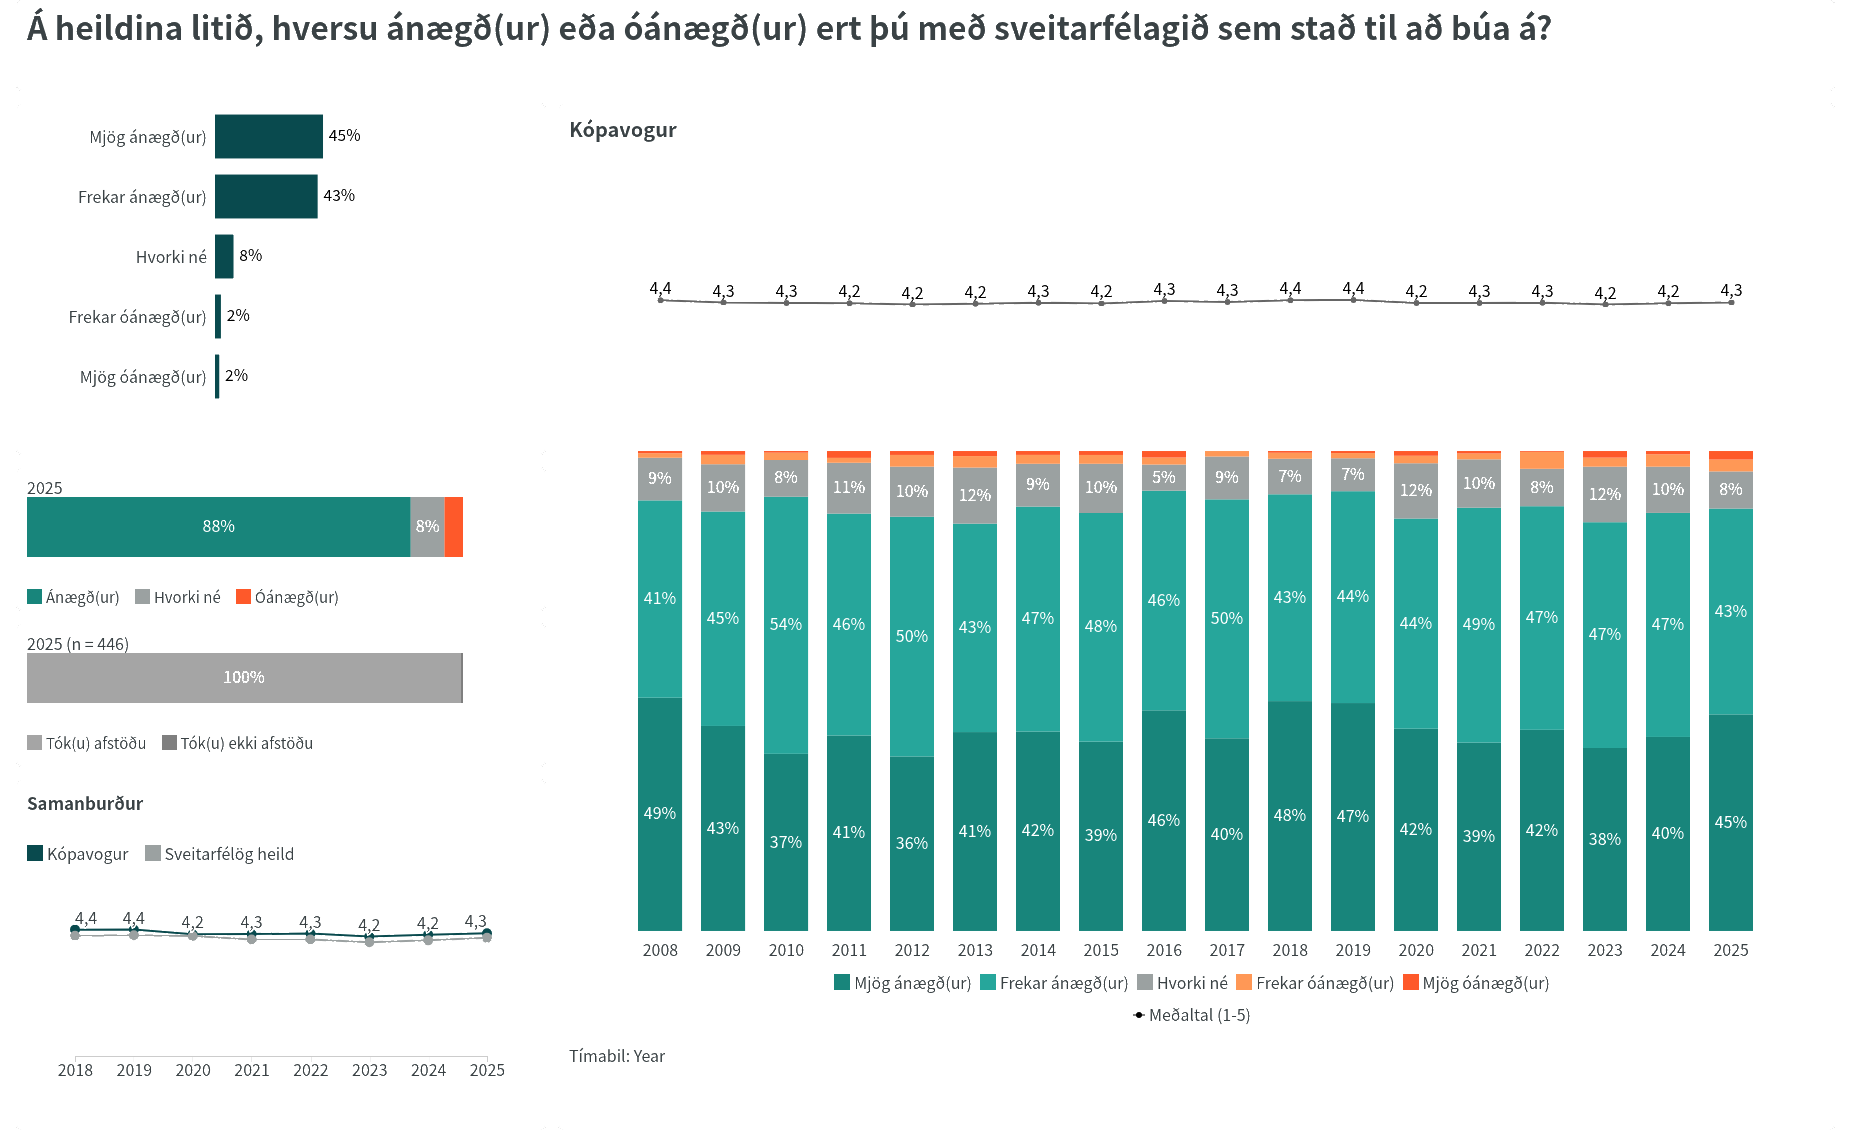 Á heildina litið, hversu ánægð(ur) eða óánægð(ur) ert þú með sveitarfélagið sem stað til að búa á?
Mjög ánægð(ur) 45%
Frekar ánægð(ur) 43%
Hvorki né 8%
Frekar óánægð(ur) 2%
Mjög óánægð(ur) 2%
2025
88% 8%
Ánægð(ur) Hvorki né Óánægð(ur)
2025 (n = 446)
100%
Tók(u) afstöðu Tók(u) ekki afstöðu
Samanburður
Kópavogur Sveitarfélög heild
4,4 4,4 4,2 4,3 4,3 4,2 4,2 4,3
2018 2019 2020 2021 2022 2023 2024 2025
Kópavogur
4,4 4,3 4,3 4,2 4,2 4,2 4,3 4,2 4,3 4,3 4,4 4,4 4,2 4,3 4,3 4,2 4,2 4,3
9% 10% 8% 11% 10% 12% 9% 10% 5% 9% 7% 7% 12% 10% 8% 12% 10% 8%
41% 45% 54% 46% 50% 43% 47% 48% 46% 50% 43% 44% 44% 49% 47% 47% 47% 43%
49% 43% 37% 41% 36% 41% 42% 39% 46% 40% 48% 47% 42% 39% 42% 38% 40% 45%
2008 2009 2010 2011 2012 2013 2014 2015 2016 2017 2018 2019 2020 2021 2022 2023 2024 2025
Mjög ánægð(ur) Frekar ánægð(ur) Hvorki né Frekar óánægð(ur) Mjög óánægð(ur)
Meðaltal (1-5)
Tímabil: Year